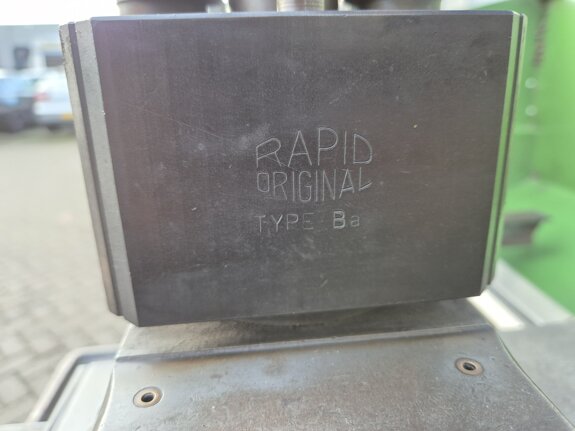 RAPID
ORIGINAL
TYPE Ba